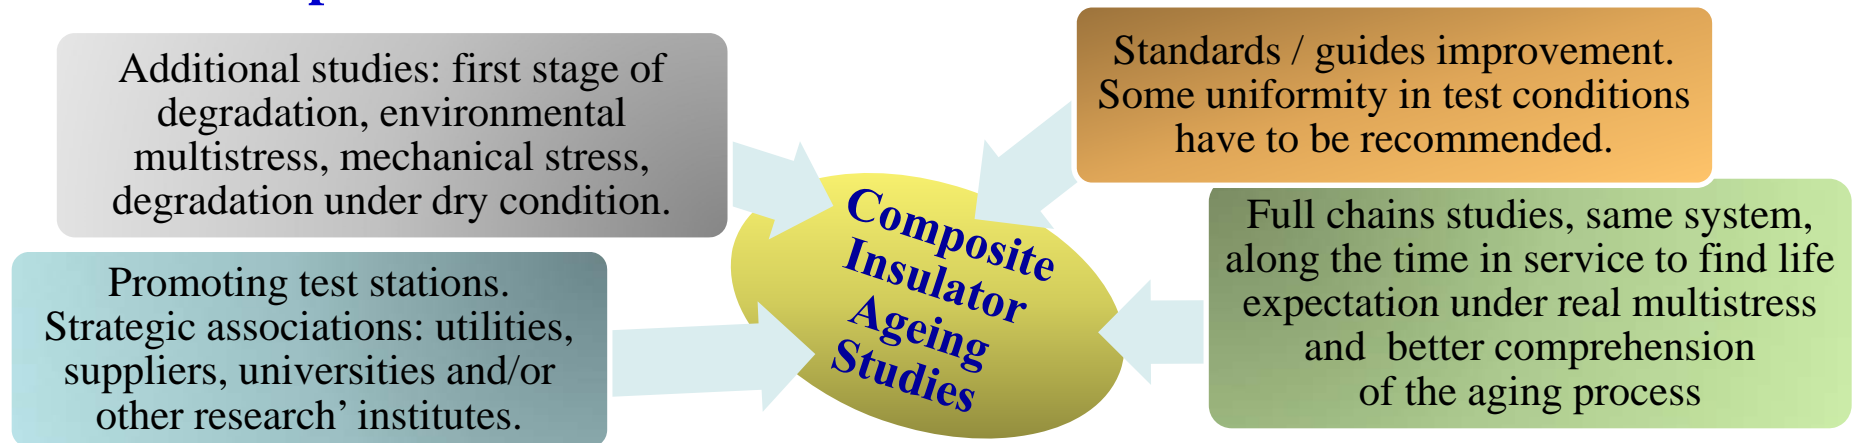 Additional studies: first stage of
degradation, environmental
multistress, mechanical stress,
degradation under dry condition.
Standards / guides improvement.
Some uniformity in test conditions
have to be recommended.
Promoting test stations.
Strategic associations: utilities,
suppliers, universities and/or
other research’ institutes.
Composite
Insulator
Ageing
Studies
Full chains studies, same system,
along the time in service to find life
expectation under real multistress
and  better comprehension
of the aging process